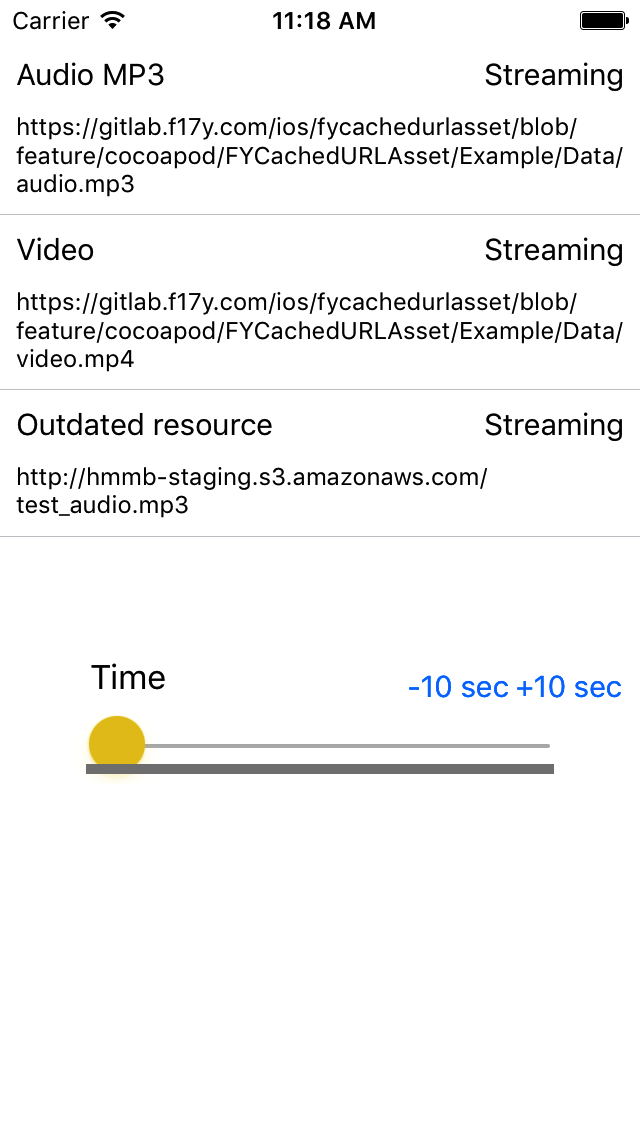 Carrier 11:18 AM
Audio MP3 Streaming
https://gitlab.f17y.com/ios/fycachedurlasset/blob/
feature/cocoapod/FYCachedURLAsset/Example/Data/
audio.mp3
Video Streaming
https://gitlab.f17y.com/ios/fycachedurlasset/blob/
feature/cocoapod/FYCachedURLAsset/Example/Data/
video.mp4
Outdated resource Streaming
http://hmmb-staging.s3.amazonaws.com/
test_audio.mp3
Time -10 sec +10 sec